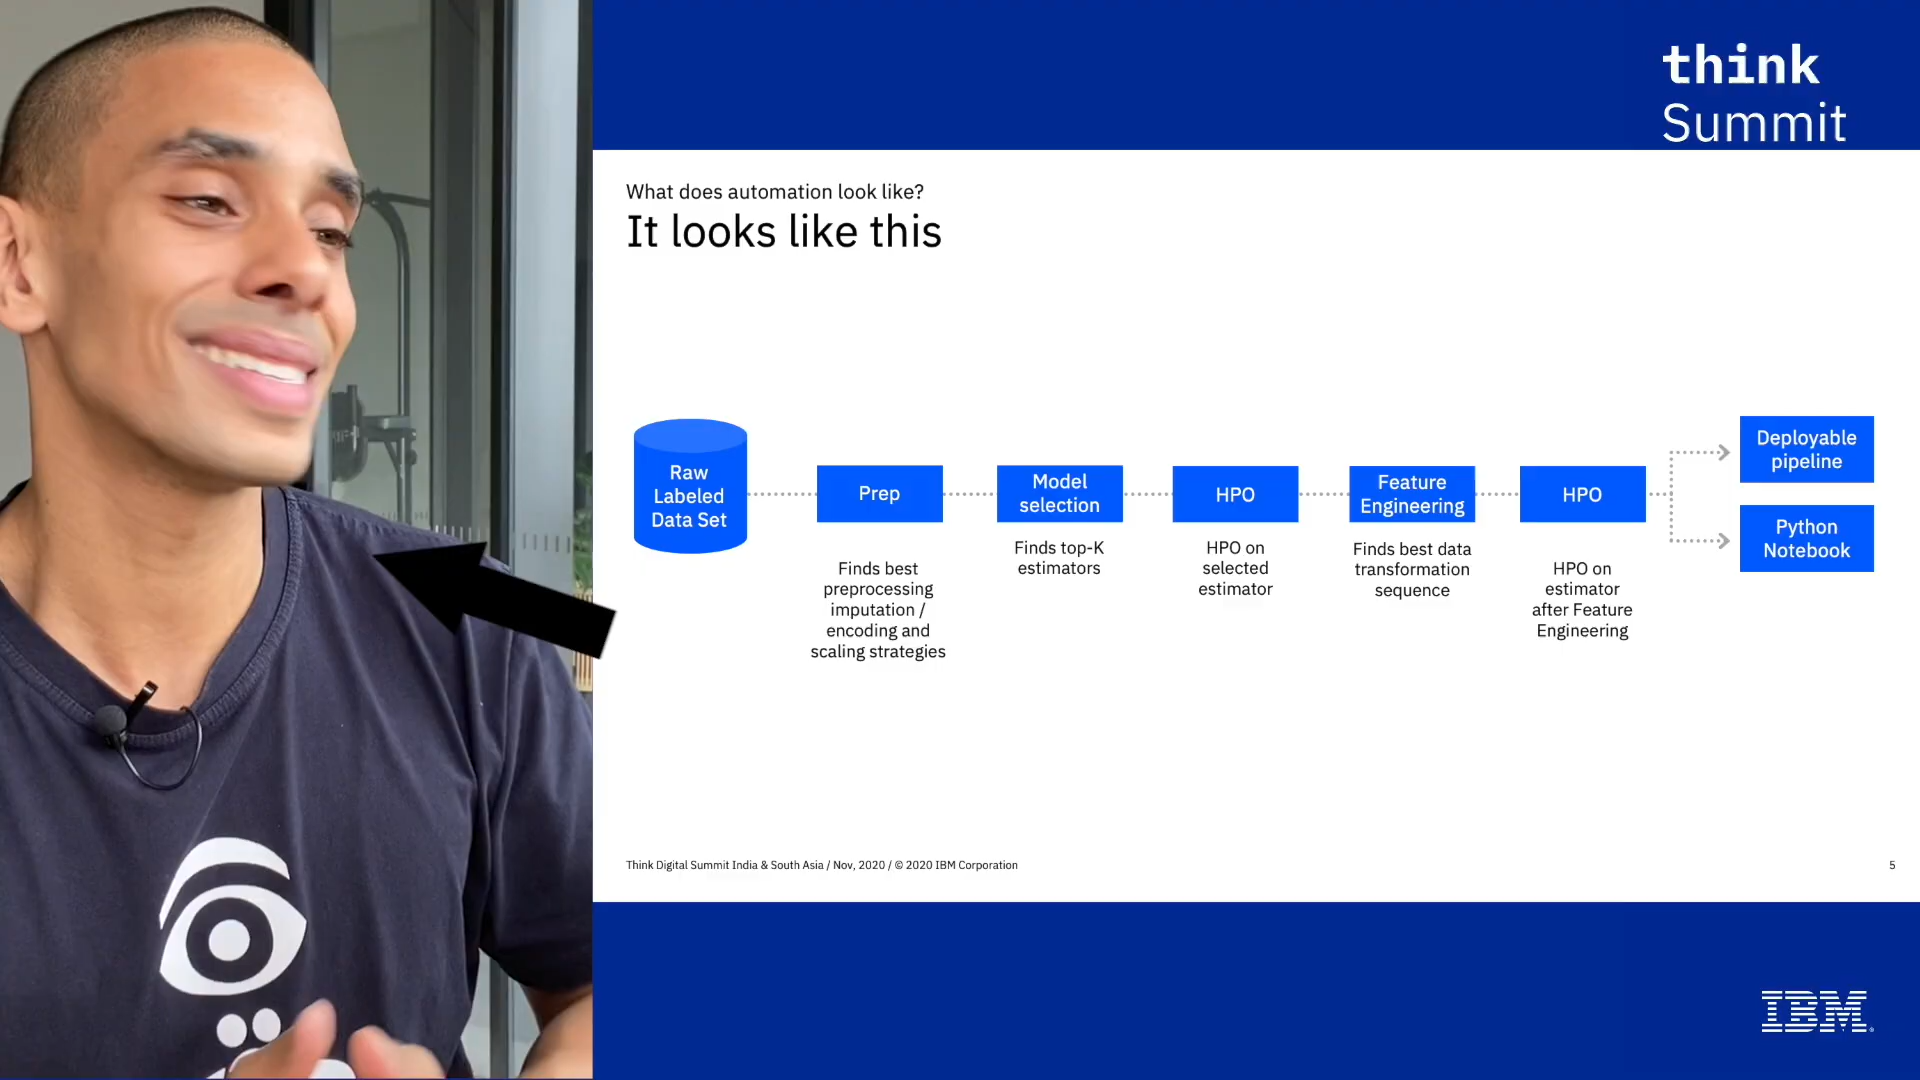 think
Summit
What does automation look like?
It looks like this
Raw
Labeled
Data Set
Prep
Finds best
preprocessing
imputation /
encoding and
scaling strategies
Model
selection
Finds top-K
estimators
HPO
HPO on
selected
estimator
Feature
Engineering
Finds best data
transformation
sequence
HPO
HPO on
estimator
after Feature
Engineering
Deployable
pipeline
Python
Notebook
Think Digital Summit India & South Asia / Nov, 2020 / © 2020 IBM Corporation
5
IBM